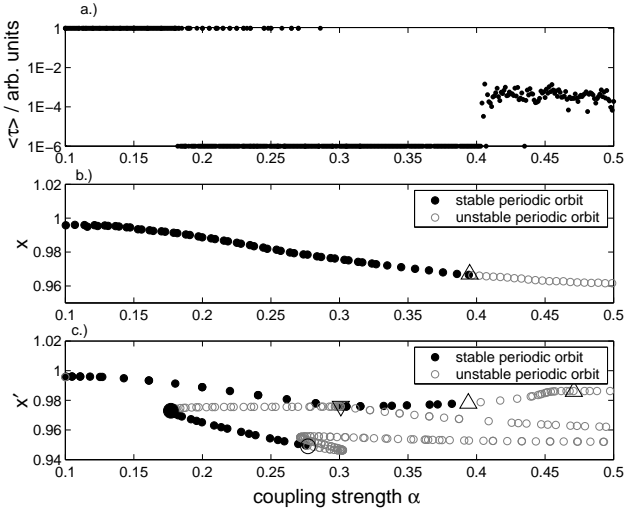 a.)
1
1E−2
1E−4
1E−6
<τ> / arb. units
0.1 0.15 0.2 0.25 0.3 0.35 0.4 0.45 0.5
b.)
1.02
1
0.98
0.96
x
stable periodic orbit
unstable periodic orbit
0.1 0.15 0.2 0.25 0.3 0.35 0.4 0.45 0.5
c.)
1.02
1
0.98
0.96
0.94
x′
stable periodic orbit
unstable periodic orbit
0.1 0.15 0.2 0.25 0.3 0.35 0.4 0.45 0.5
coupling strength α